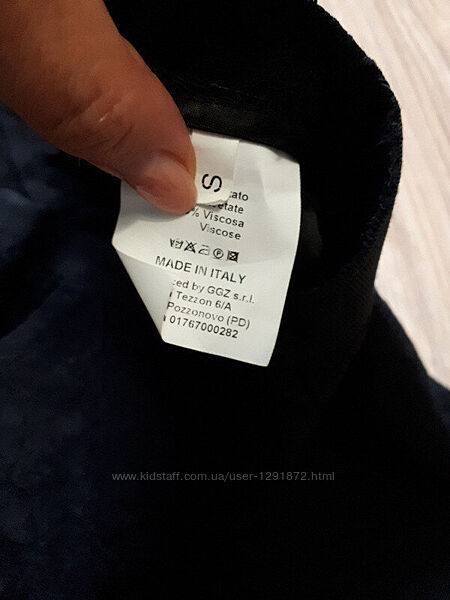 S
tato
etate
% Viscosa
Viscose
MADE IN ITALY
ted by GGZ s.r.l.
Tezzon 6/A
Pozzonovo (PD)
01767000282
www.kidstaff.com.ua/user-1291872.html